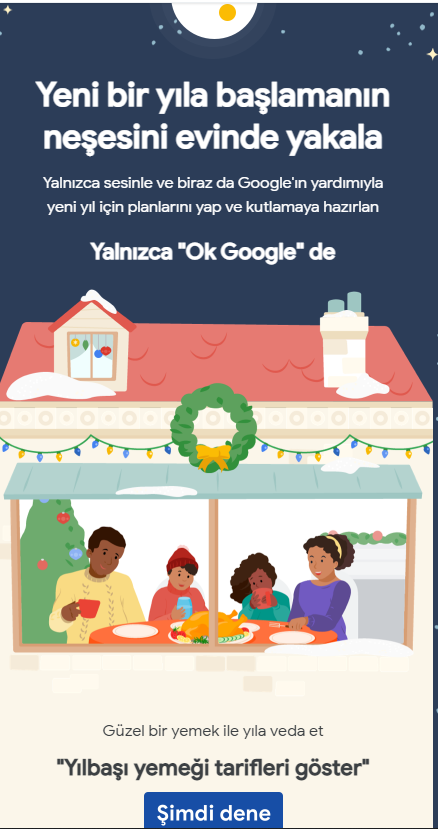 Yeni bir yıla başlamanın
neşesini evinde yakala
Yalnızca sesinle ve biraz da Google'ın yardımıyla
yeni yıl için planlarını yap ve kutlamaya hazırlan
Yalnızca "Ok Google" de
Güzel bir yemek ile yıla veda et
"Yılbaşı yemeği tarifleri göster"
Şimdi dene